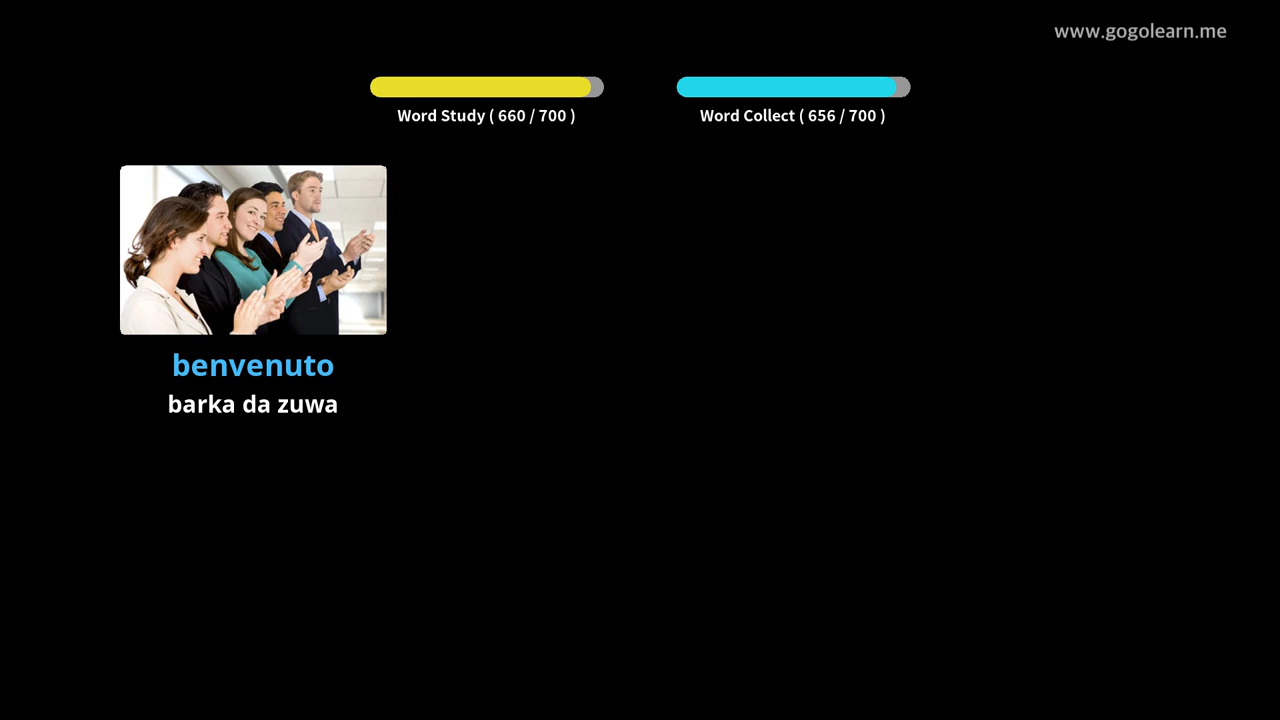 www.gogolearn.me
Word Study ( 660 / 700 )
Word Collect ( 656 / 700 )
benvenuto
barka da zuwa